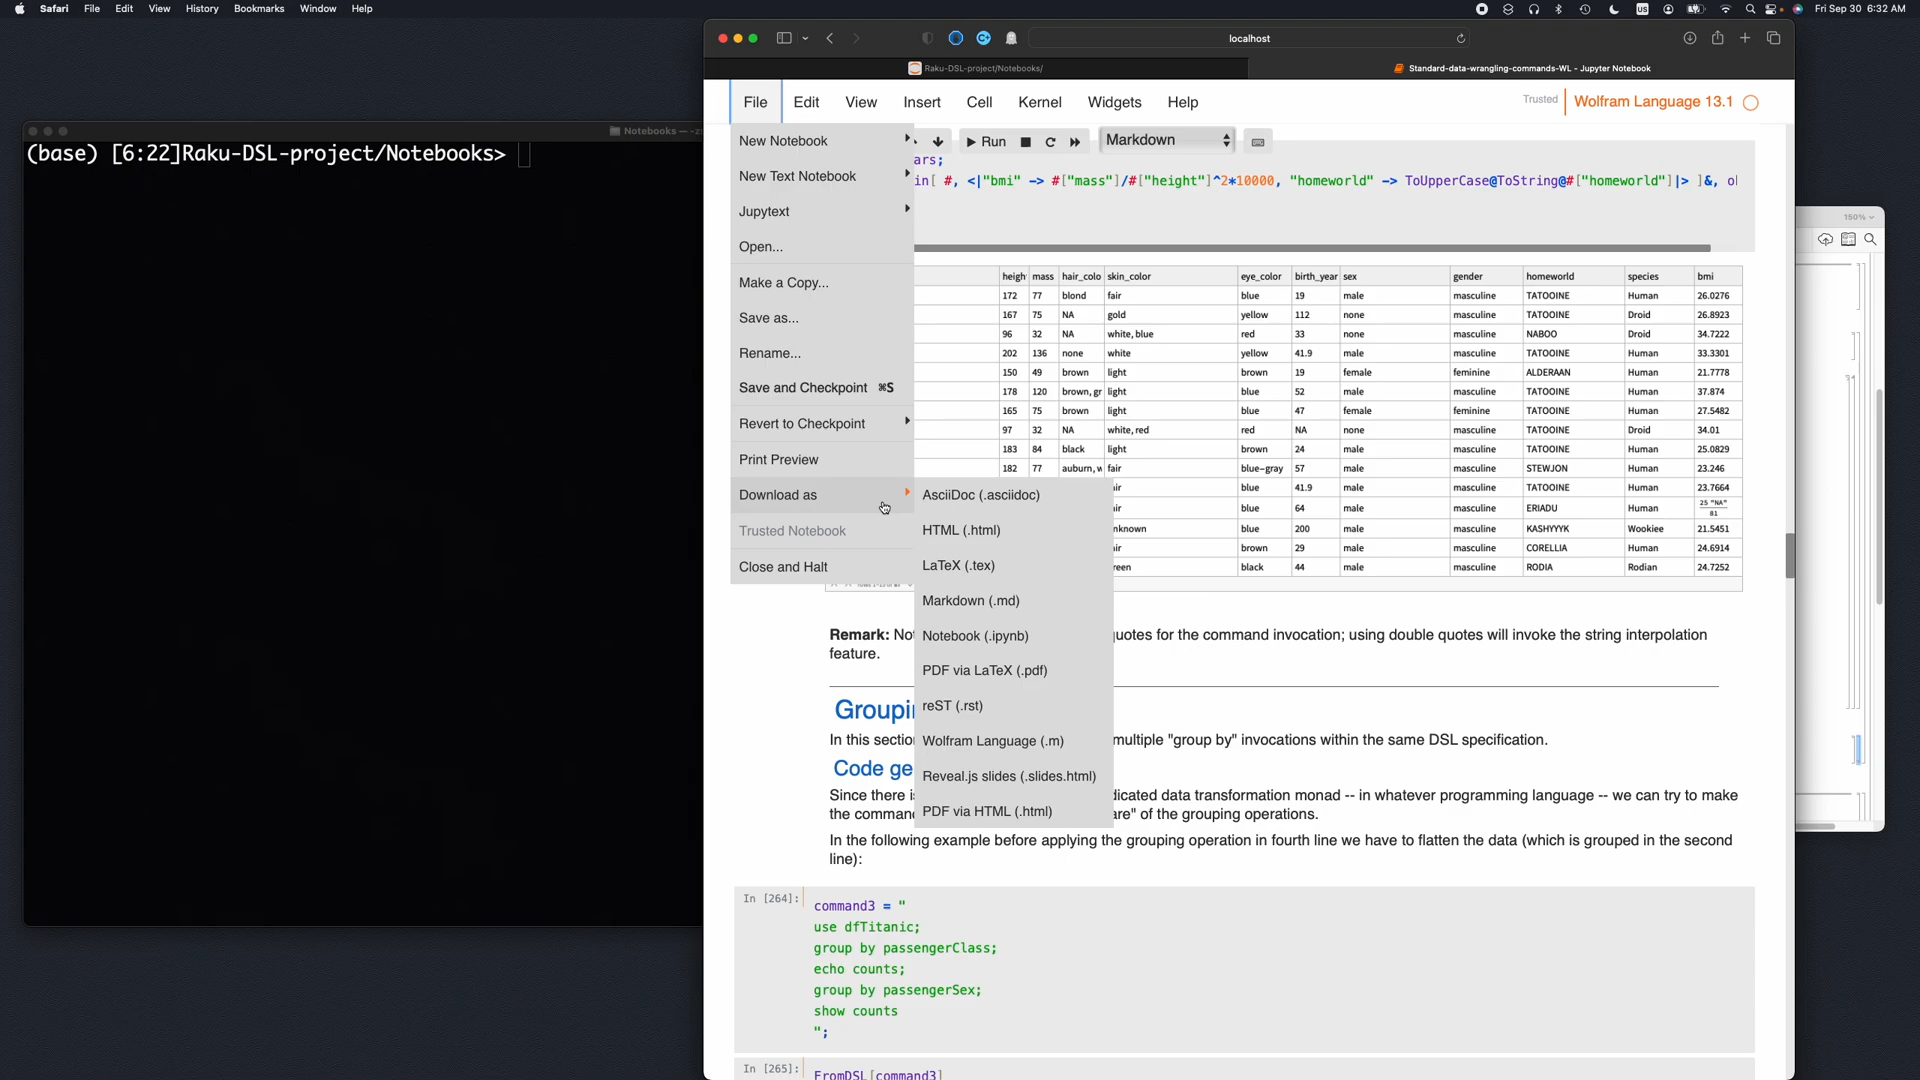 Safari File Edit View History Bookmarks Window Help
US
Fri Sep 30 6:32 AM
localhost
Raku-DSL-project/Notebooks/
Standard-data-wrangling-commands-WL - Jupyter Notebook
Notebooks —
(base) [6:22]Raku-DSL-project/Notebooks>
150%
File Edit View Insert Cell Kernel Widgets Help
Trusted
Wolfram Language 13.1
New Notebook
New Text Notebook
Jupytext
Open...
Make a Copy...
Save as...
Rename...
Save and Checkpoint ⌘S
Revert to Checkpoint
Print Preview
Download as
Trusted Notebook
Close and Halt
AsciiDoc (.asciidoc)
HTML (.html)
LaTeX (.tex)
Markdown (.md)
Notebook (.ipynb)
PDF via LaTeX (.pdf)
reST (.rst)
Wolfram Language (.m)
Reveal.js slides (.slides.html)
PDF via HTML (.html)
Run
Markdown
ars;
in[ #, <|"bmi" -> #["mass"]/#["height"]^2*10000, "homeworld" -> ToUpperCase@ToString@#["homeworld"]|> ]&, ol
heigh mass hair_colo skin_color eye_color birth_year sex gender homeworld species bmi
172 77 blond fair blue 19 male masculine TATOOINE Human 26.0276
167 75 NA gold yellow 112 none masculine TATOOINE Droid 26.8923
96 32 NA white, blue red 33 none masculine NABOO Droid 34.7222
202 136 none white yellow 41.9 male masculine TATOOINE Human 33.3301
150 49 brown light brown 19 female feminine ALDERAAN Human 21.7778
178 120 brown, gr light blue 52 male masculine TATOOINE Human 37.874
165 75 brown light blue 47 female feminine TATOOINE Human 27.5482
97 32 NA white, red red NA none masculine TATOOINE Droid 34.01
183 84 black light brown 24 male masculine TATOOINE Human 25.0829
182 77 auburn, w fair blue-gray 57 male masculine STEWJON Human 23.246
ir blue 41.9 male masculine TATOOINE Human 23.7664
ir blue 64 male masculine ERIADU Human 25 "NA" 81
nknown blue 200 male masculine KASHYYYK Wookiee 21.5451
ir brown 29 male masculine CORELLIA Human 24.6914
reen black 44 male masculine RODIA Rodian 24.7252
Remark: Not uotes for the command invocation; using double quotes will invoke the string interpolation
feature.
Groupi
In this sectio multiple "group by" invocations within the same DSL specification.
Code ge
Since there i dicated data transformation monad -- in whatever programming language -- we can try to make
the comman are" of the grouping operations.
In the following example before applying the grouping operation in fourth line we have to flatten the data (which is grouped in the second
line):
In [264]:
command3 = "
use dfTitanic;
group by passengerClass;
echo counts;
group by passengerSex;
show counts
";
In [265]:
FromDSL[command3]